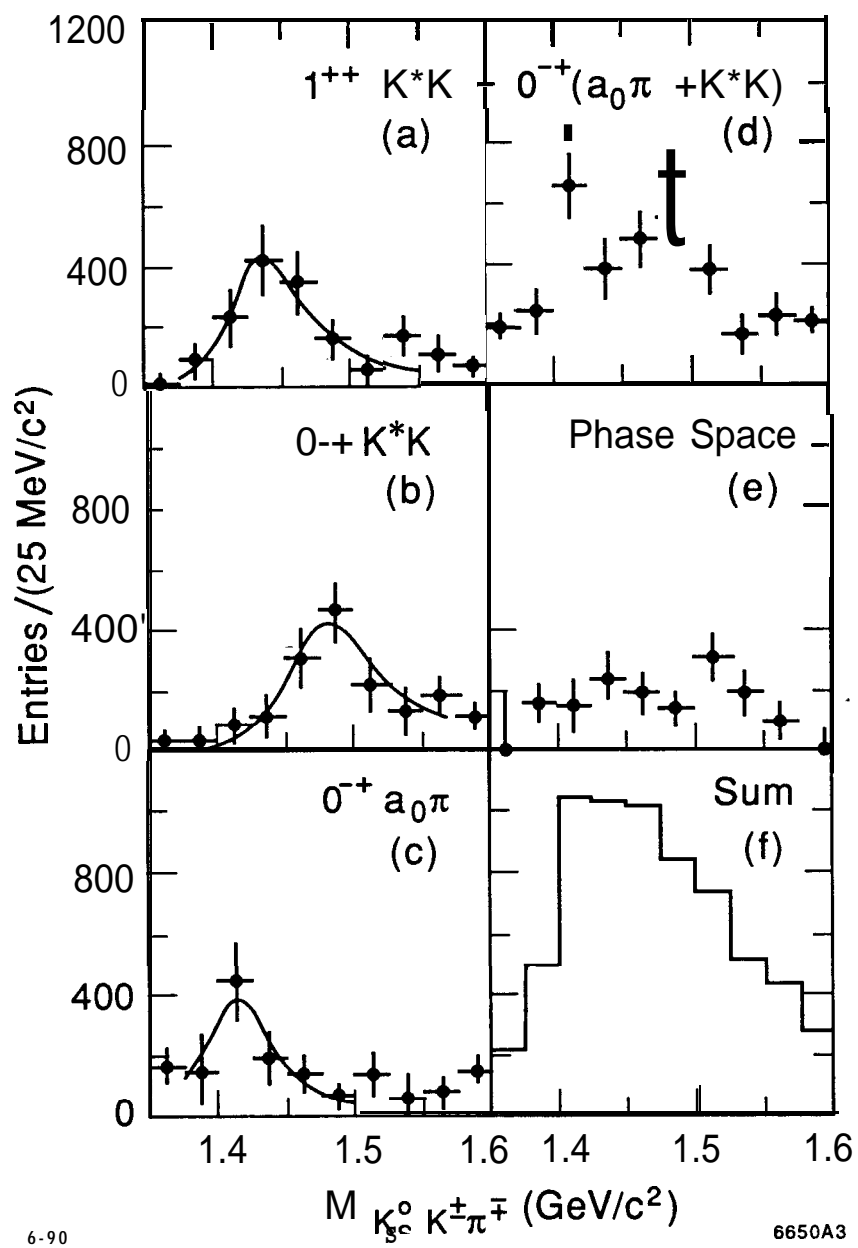 1200
1++ K*K
0-+(a0π +K*K)
(a)
(d)
800
400
0
0-+ K*K
Phase Space
(b)
(e)
800
400'
0
0-+ a0π
Sum
(c)
(f)
800
400
0
Entries /(25 MeV/c²)
1.4 1.5 1.6 1.4 1.5 1.6
M K°s K±π∓ (GeV/c²)
6-90
6650A3